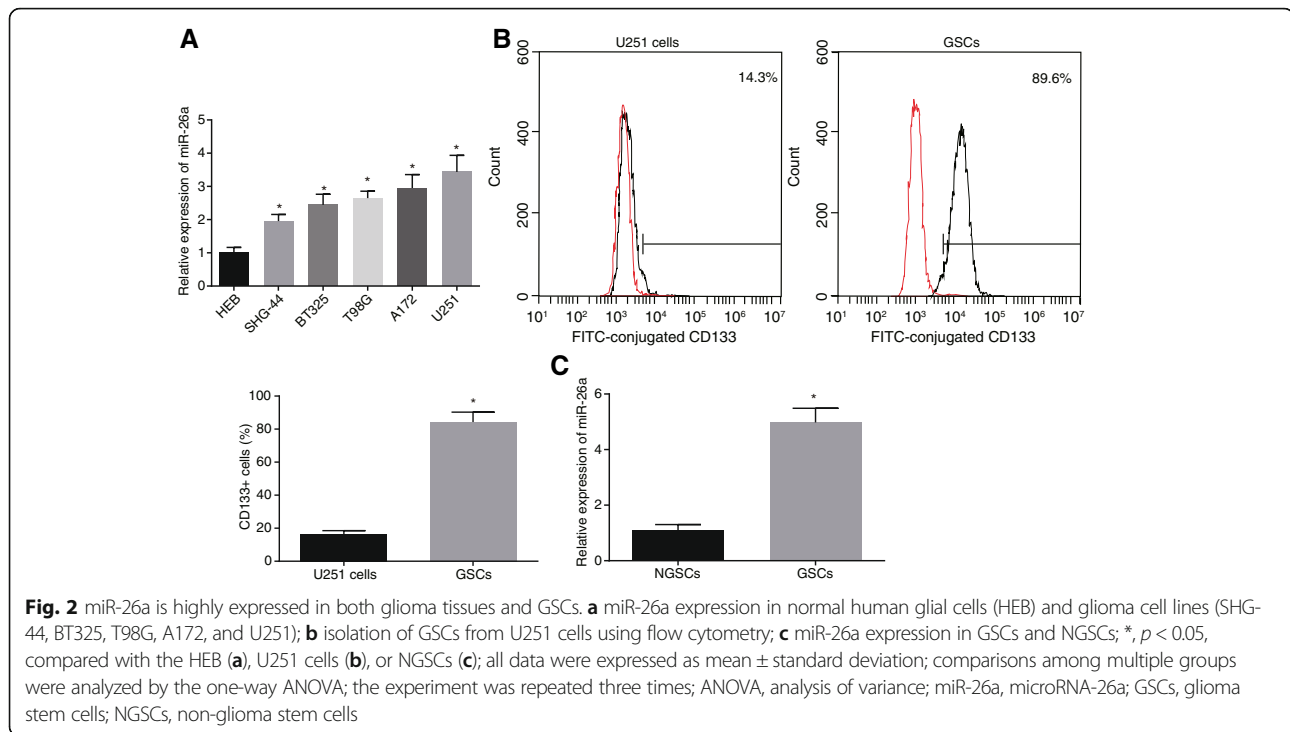 A
Relative expression of miR-26a
5
4
3
2
1
0
* * * * *
HEB
SHG-44
BT325
T98G
A172
U251
B
U251 cells
14.3%
Count
600
400
200
0
10¹ 10² 10³ 10⁴ 10⁵ 10⁶ 10⁷
FITC-conjugated CD133
GSCs
89.6%
Count
600
400
200
0
10¹ 10² 10³ 10⁴ 10⁵ 10⁶ 10⁷
FITC-conjugated CD133
CD133+ cells (%)
100
80
60
40
20
0
*
U251 cells GSCs
C
Relative expression of miR-26a
6
4
2
0
*
NGSCs GSCs
Fig. 2 miR-26a is highly expressed in both glioma tissues and GSCs. a miR-26a expression in normal human glial cells (HEB) and glioma cell lines (SHG-
44, BT325, T98G, A172, and U251); b isolation of GSCs from U251 cells using flow cytometry; c miR-26a expression in GSCs and NGSCs; *, p < 0.05,
compared with the HEB (a), U251 cells (b), or NGSCs (c); all data were expressed as mean ± standard deviation; comparisons among multiple groups
were analyzed by the one-way ANOVA; the experiment was repeated three times; ANOVA, analysis of variance; miR-26a, microRNA-26a; GSCs, glioma
stem cells; NGSCs, non-glioma stem cells